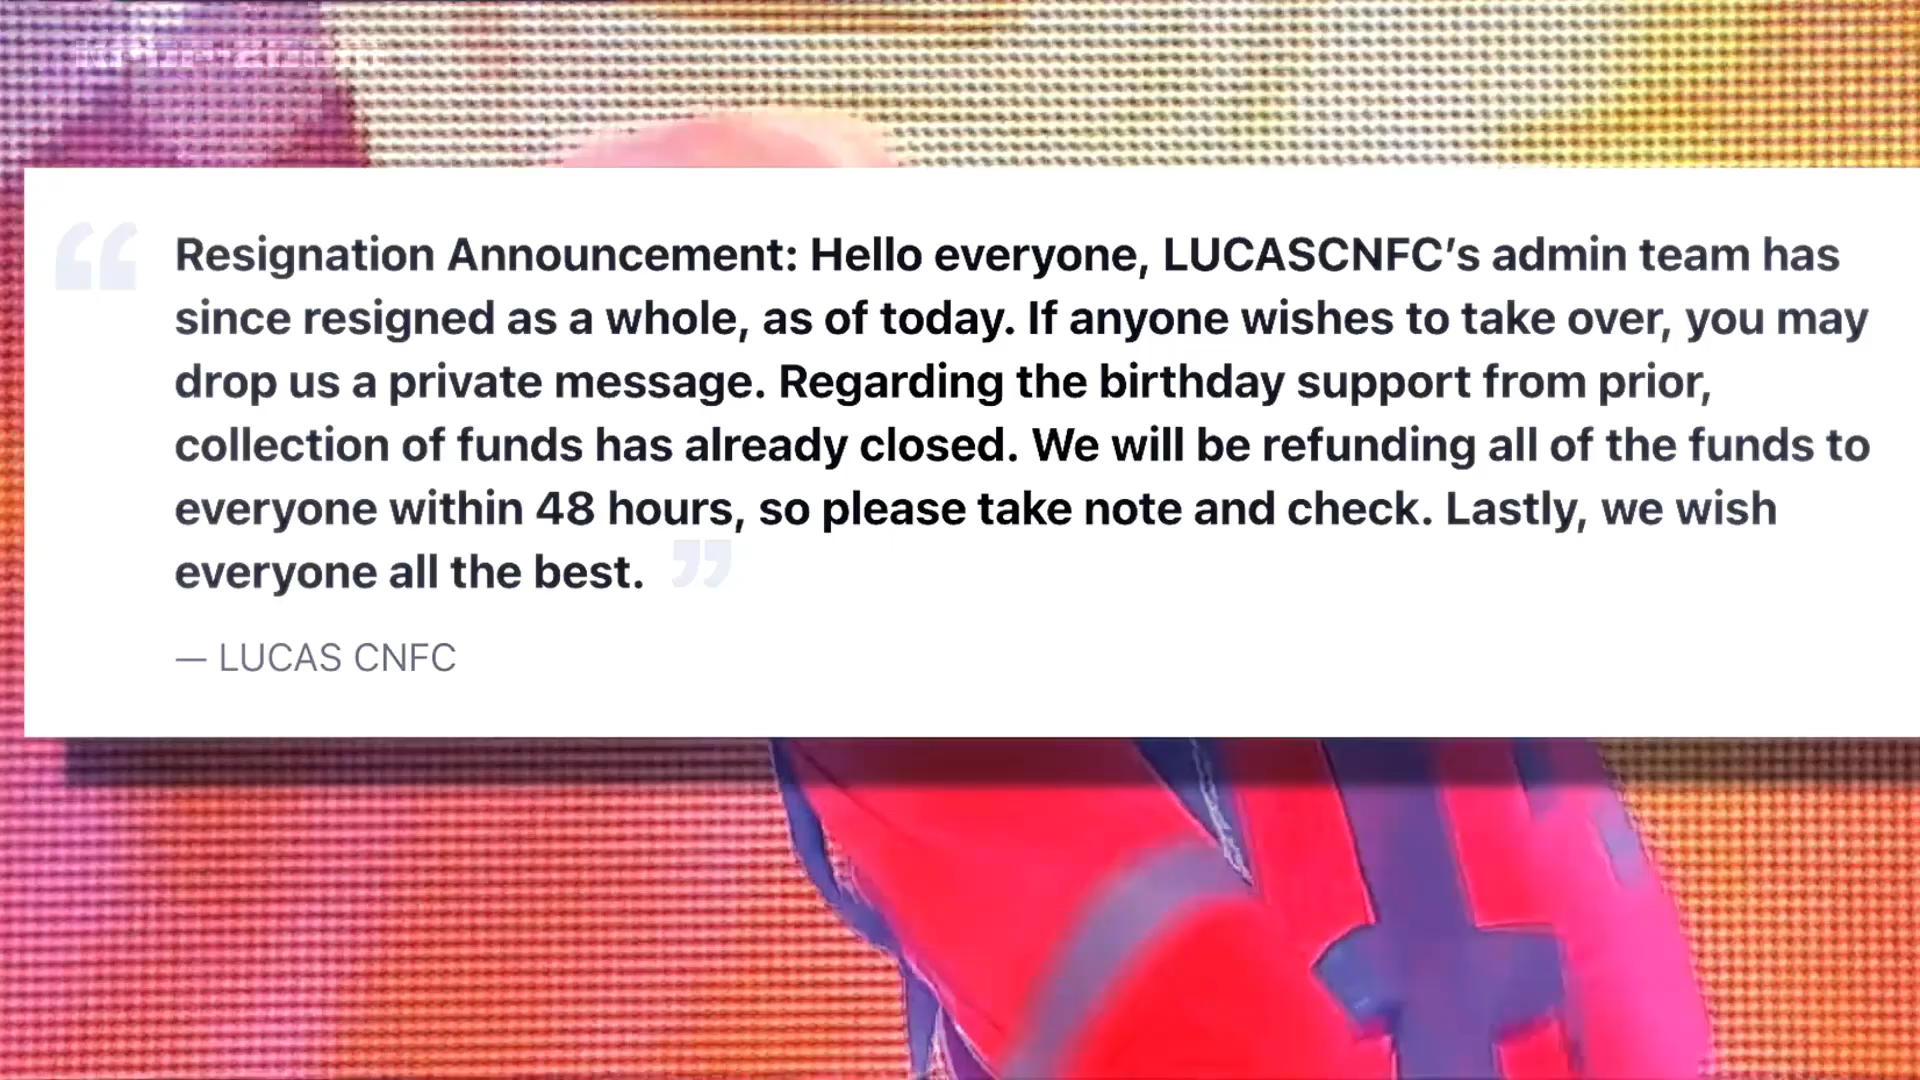 Resignation Announcement: Hello everyone, LUCASCNFC’s admin team has
since resigned as a whole, as of today. If anyone wishes to take over, you may
drop us a private message. Regarding the birthday support from prior,
collection of funds has already closed. We will be refunding all of the funds to
everyone within 48 hours, so please take note and check. Lastly, we wish
everyone all the best.
— LUCAS CNFC